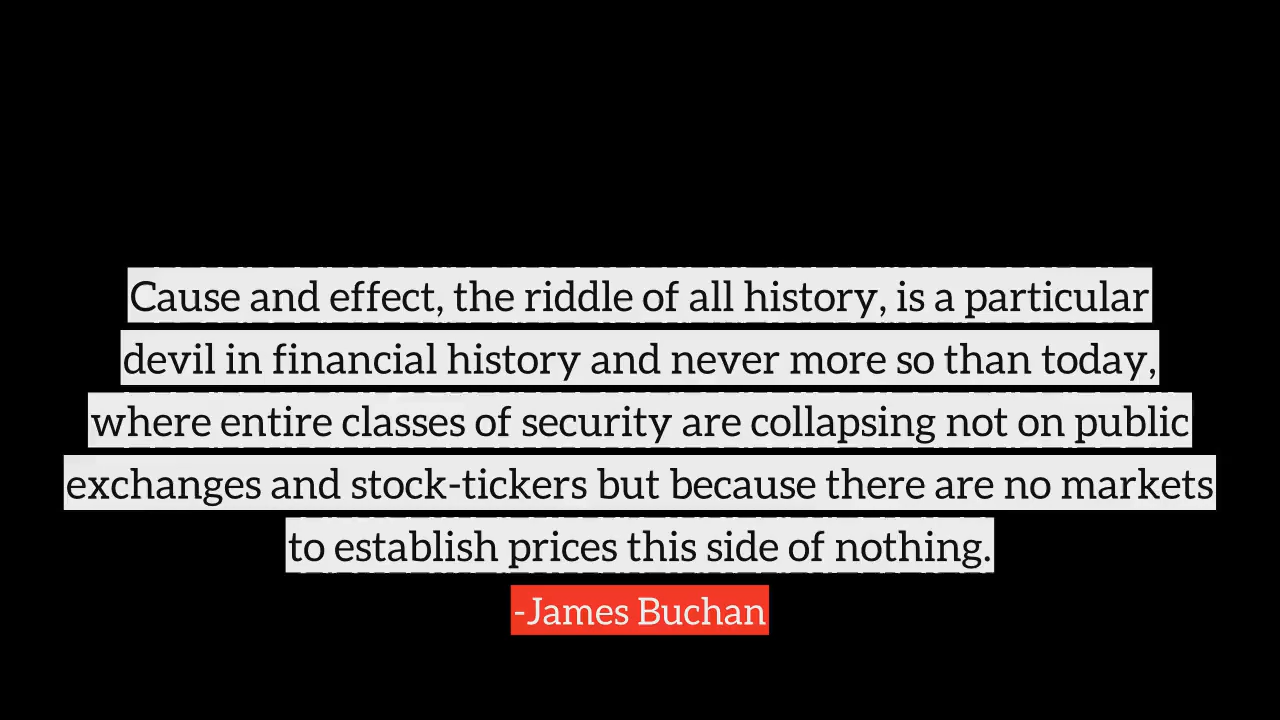 Cause and effect, the riddle of all history, is a particular
devil in financial history and never more so than today,
where entire classes of security are collapsing not on public
exchanges and stock-tickers but because there are no markets
to establish prices this side of nothing.
-James Buchan